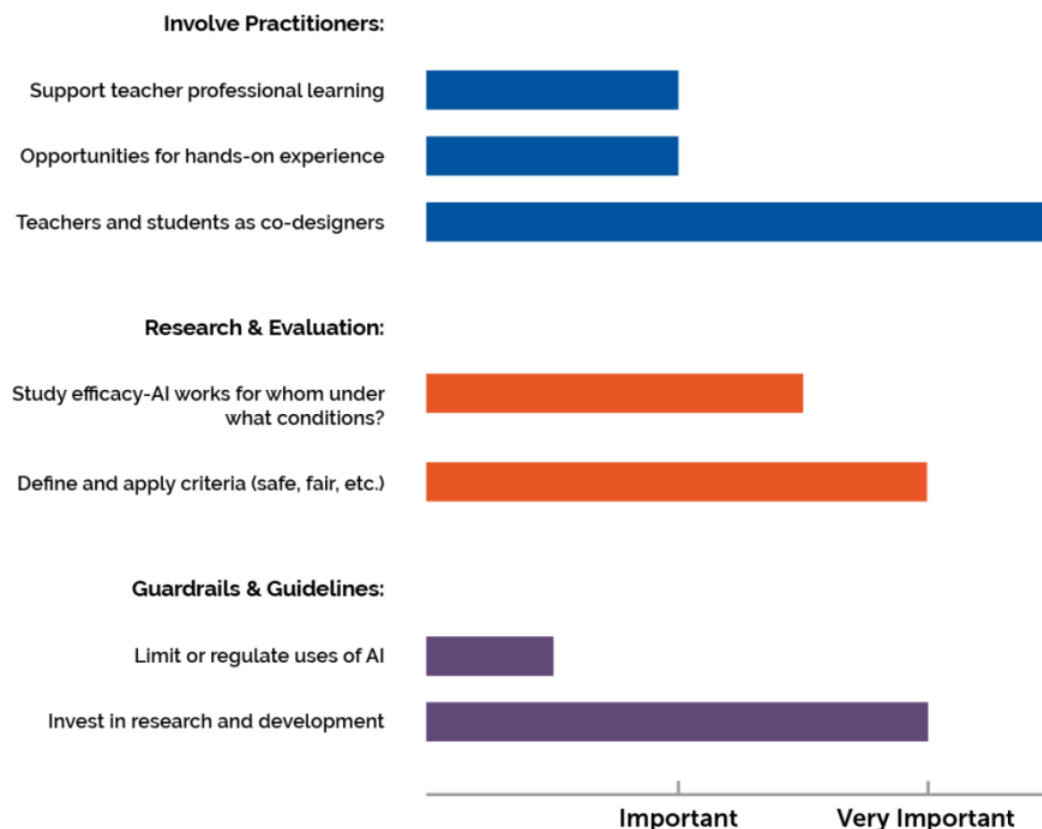 Involve Practitioners:
Support teacher professional learning
Opportunities for hands-on experience
Teachers and students as co-designers
Research & Evaluation:
Study efficacy-AI works for whom under
what conditions?
Define and apply criteria (safe, fair, etc.)
Guardrails & Guidelines:
Limit or regulate uses of AI
Invest in research and development
Important
Very Important